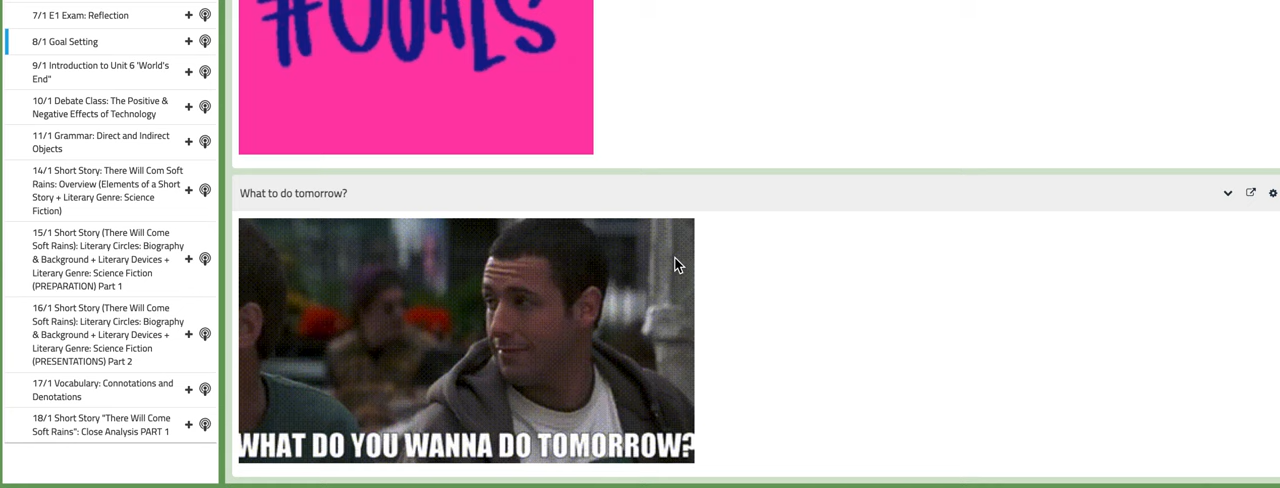 7/1 E1 Exam: Reflection
8/1 Goal Setting
9/1 Introduction to Unit 6 'World's
End"
10/1 Debate Class: The Positive &
Negative Effects of Technology
11/1 Grammar: Direct and Indirect
Objects
14/1 Short Story: There Will Com Soft
Rains: Overview (Elements of a Short
Story + Literary Genre: Science
Fiction)
15/1 Short Story (There Will Come
Soft Rains): Literary Circles: Biography
& Background + Literary Devices +
Literary Genre: Science Fiction
(PREPARATION) Part 1
16/1 Short Story (There Will Come
Soft Rains): Literary Circles: Biography
& Background + Literary Devices +
Literary Genre: Science Fiction
(PRESENTATIONS) Part 2
17/1 Vocabulary: Connotations and
Denotations
18/1 Short Story "There Will Come
Soft Rains": Close Analysis PART 1
#GOALS
What to do tomorrow?
WHAT DO YOU WANNA DO TOMORROW?